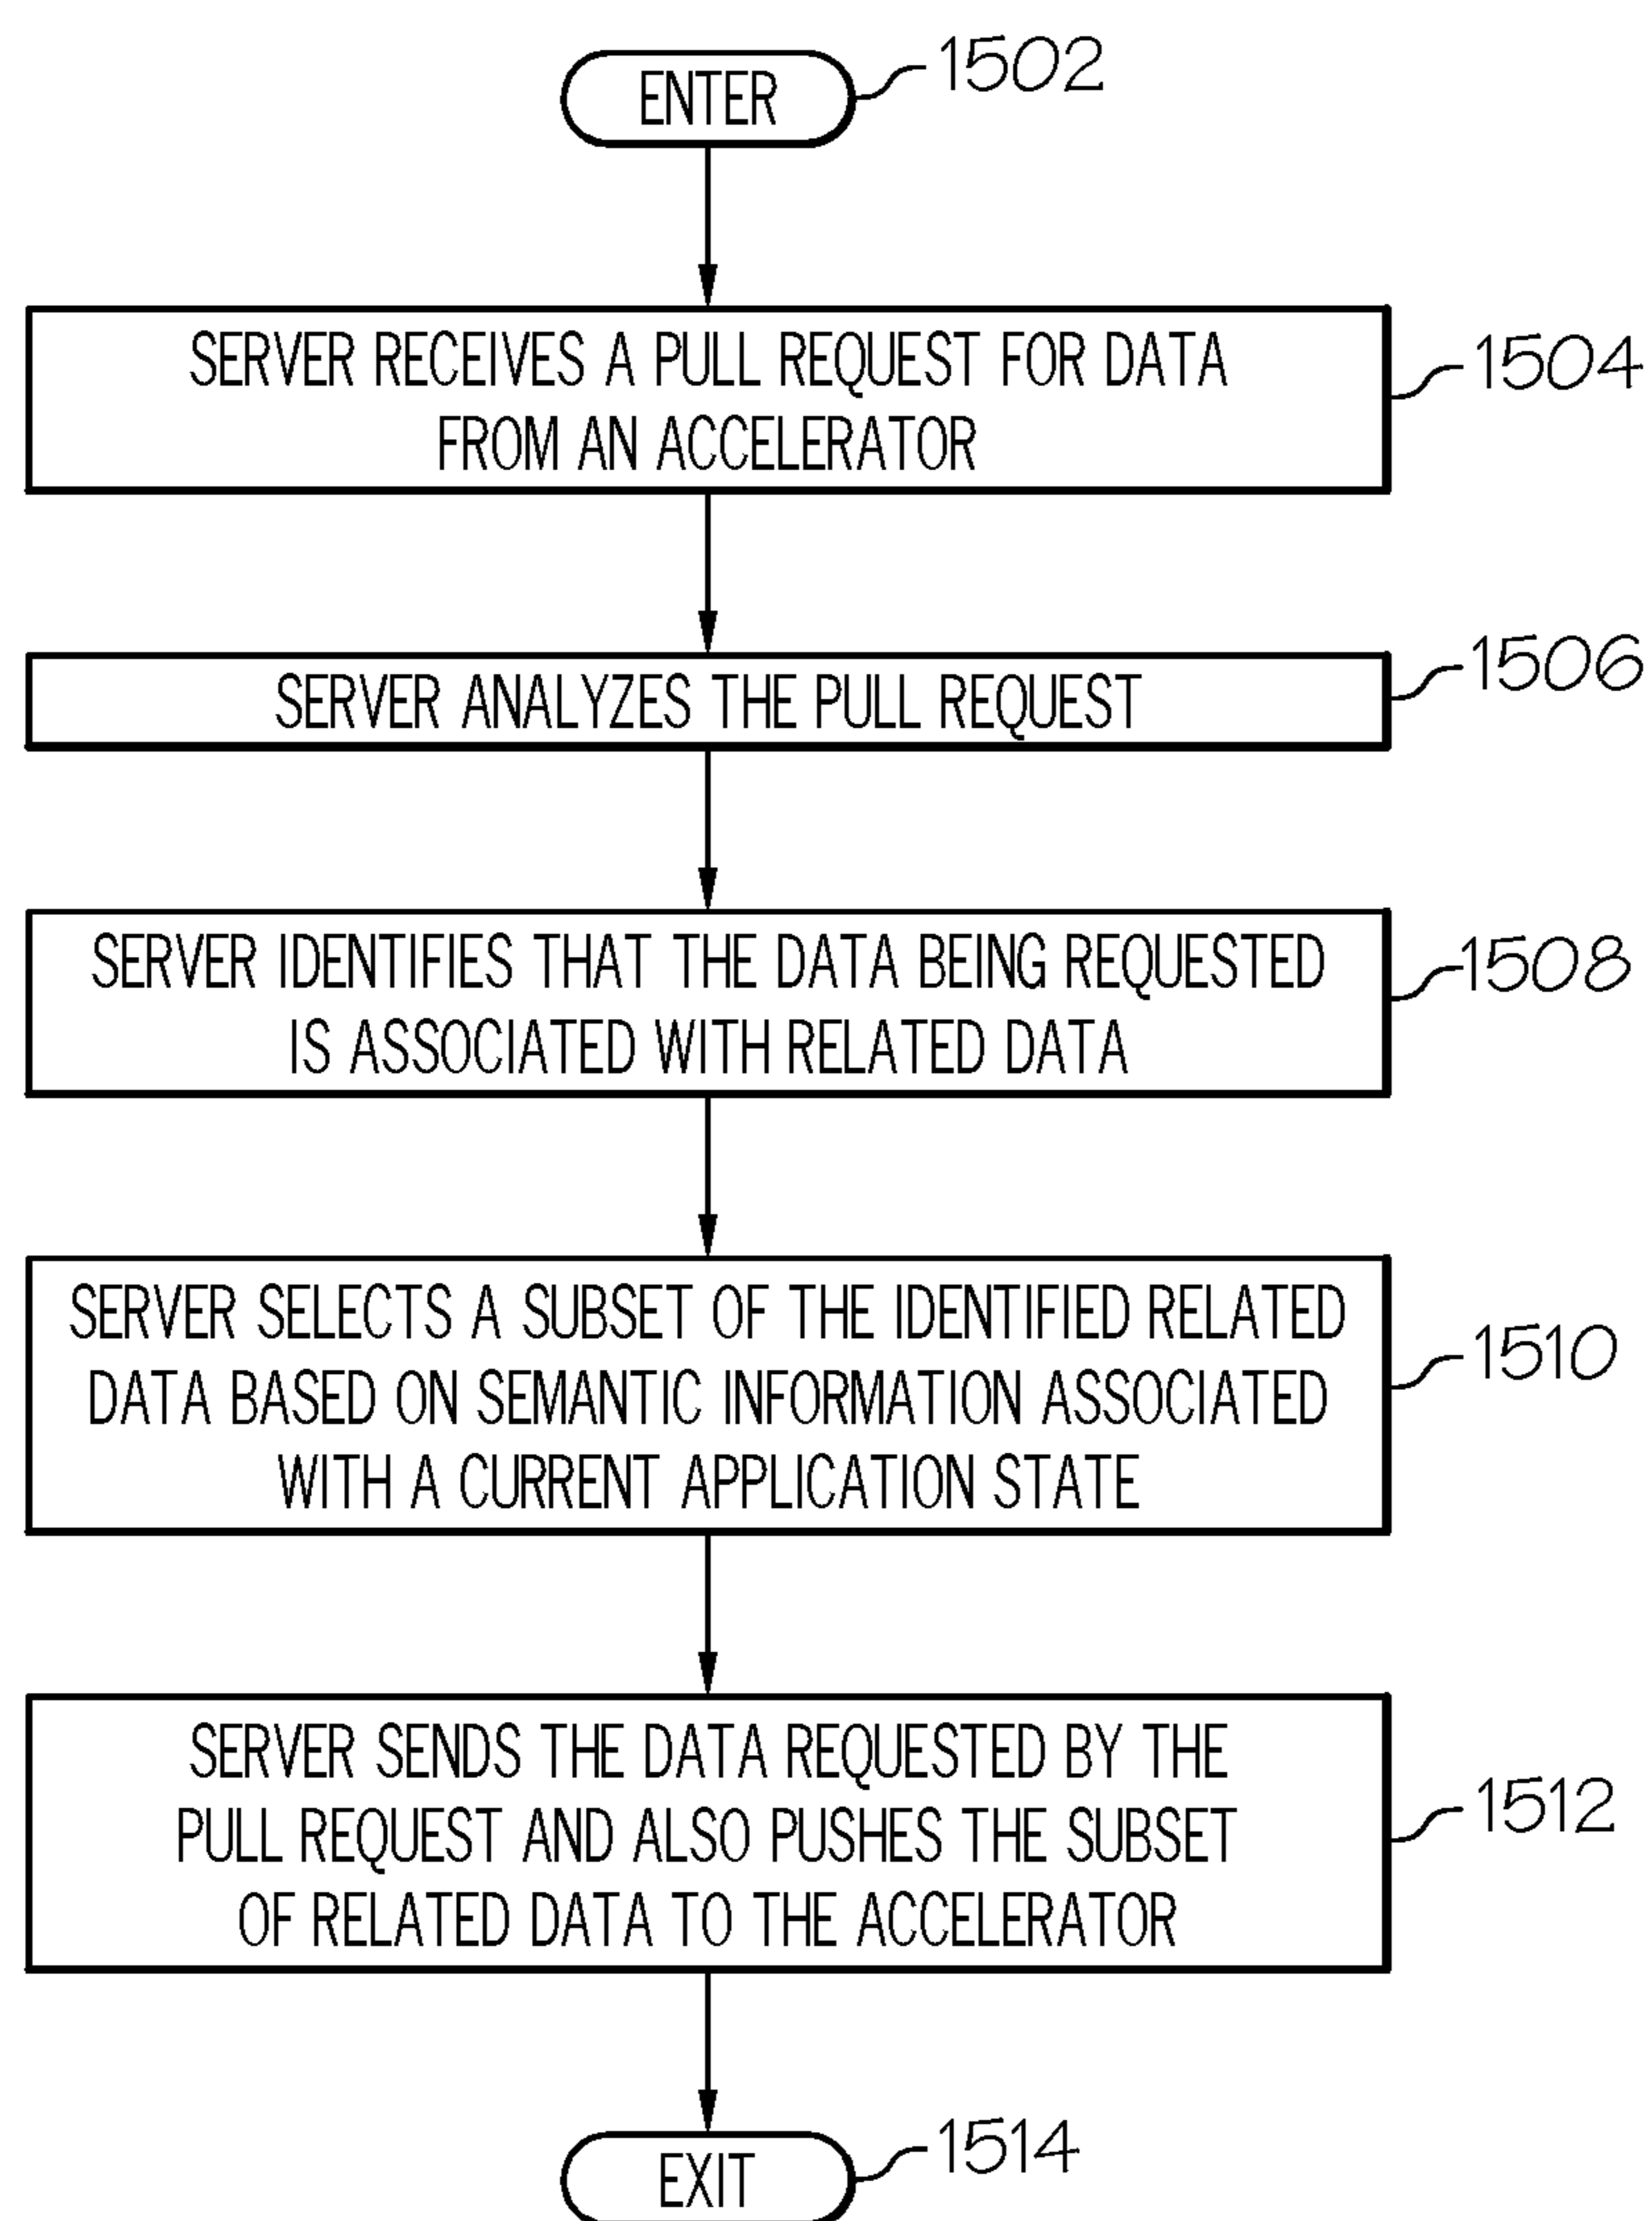 ENTER
1502
SERVER RECEIVES A PULL REQUEST FOR DATA
FROM AN ACCELERATOR
1504
SERVER ANALYZES THE PULL REQUEST
1506
SERVER IDENTIFIES THAT THE DATA BEING REQUESTED
IS ASSOCIATED WITH RELATED DATA
1508
SERVER SELECTS A SUBSET OF THE IDENTIFIED RELATED
DATA BASED ON SEMANTIC INFORMATION ASSOCIATED
WITH A CURRENT APPLICATION STATE
1510
SERVER SENDS THE DATA REQUESTED BY THE
PULL REQUEST AND ALSO PUSHES THE SUBSET
OF RELATED DATA TO THE ACCELERATOR
1512
EXIT
1514